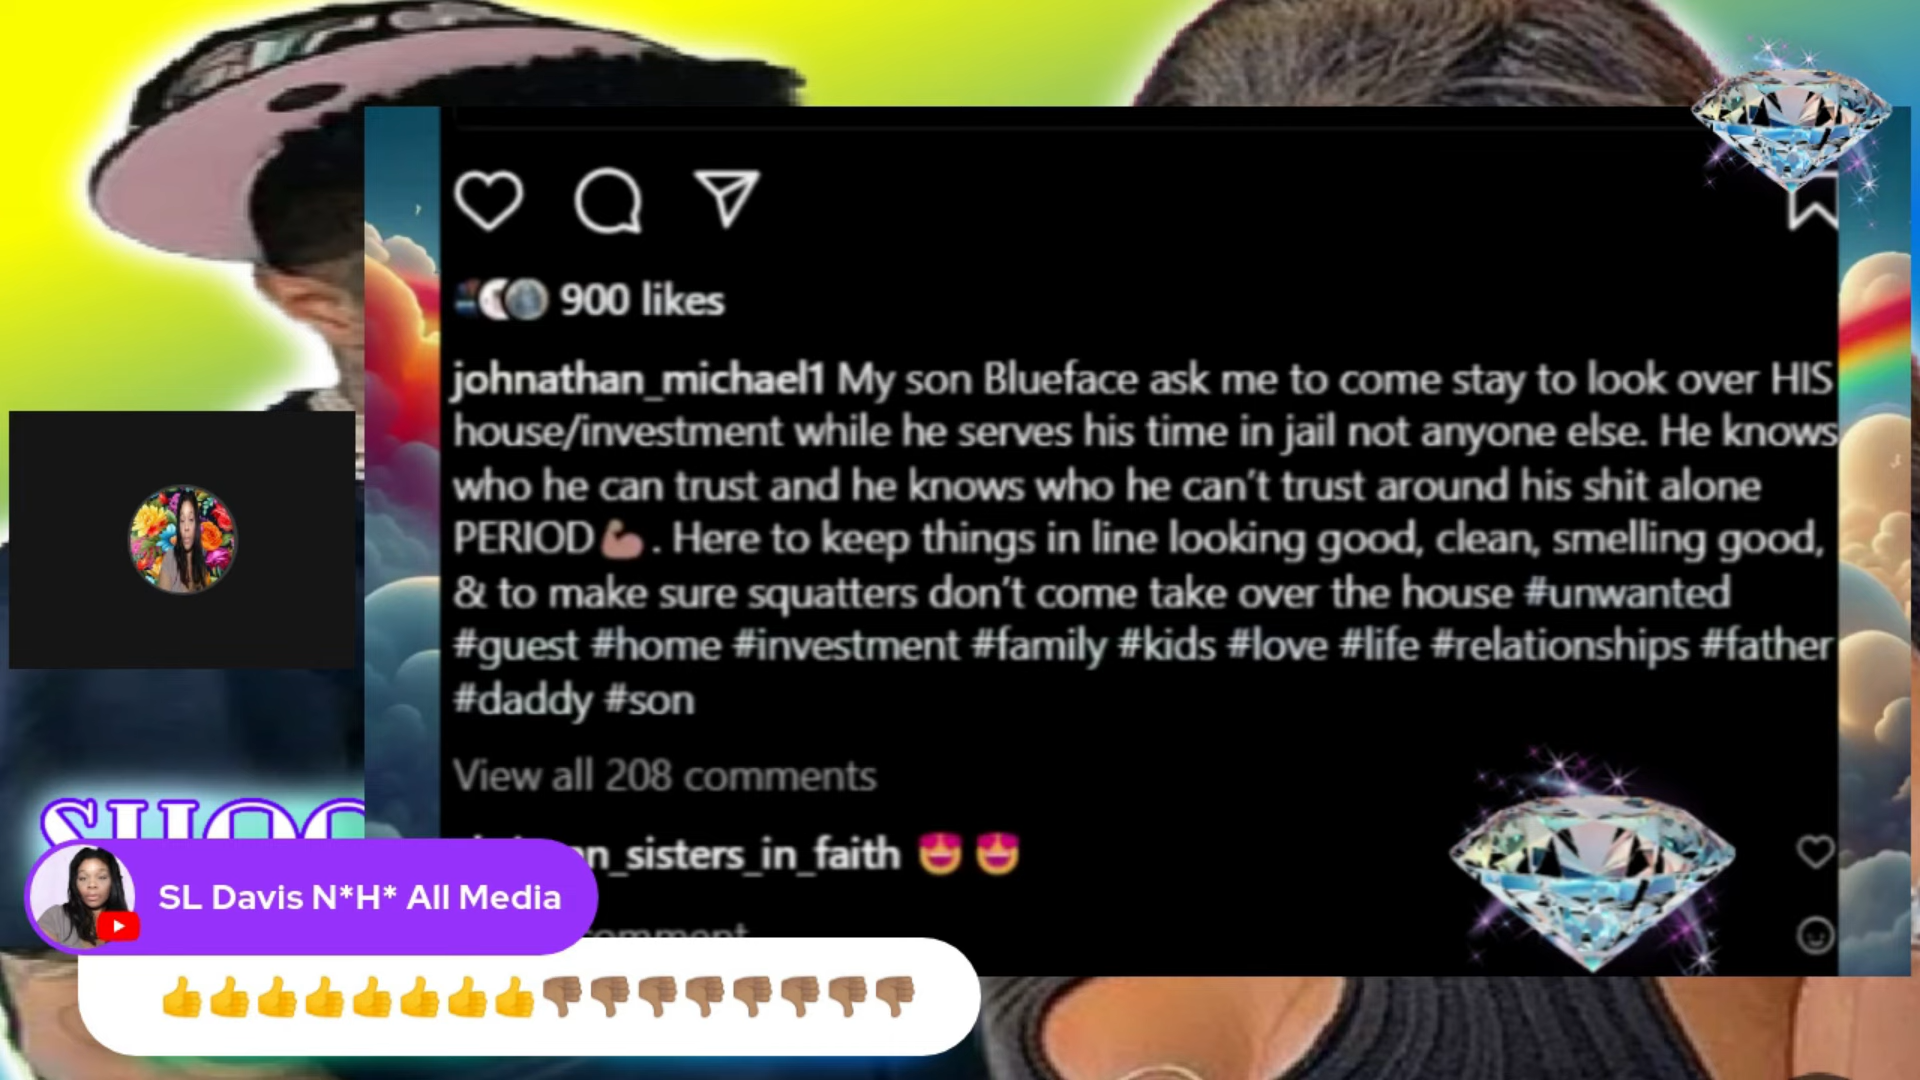 900 likes
johnathan_michael1 My son Blueface ask me to come stay to look over HIS
house/investment while he serves his time in jail not anyone else. He knows
who he can trust and he knows who he can't trust around his shit alone
PERIOD💪🏽. Here to keep things in line looking good, clean, smelling good,
& to make sure squatters don't come take over the house #unwanted
#guest #home #investment #family #kids #love #life #relationships #father
#daddy #son
View all 208 comments
n_sisters_in_faith 😍 😍
comment
SL Davis N*H* All Media
👍👍👍👍👍👍👍👍👎🏽👎🏽👎🏽👎🏽👎🏽👎🏽👎🏽👎🏽